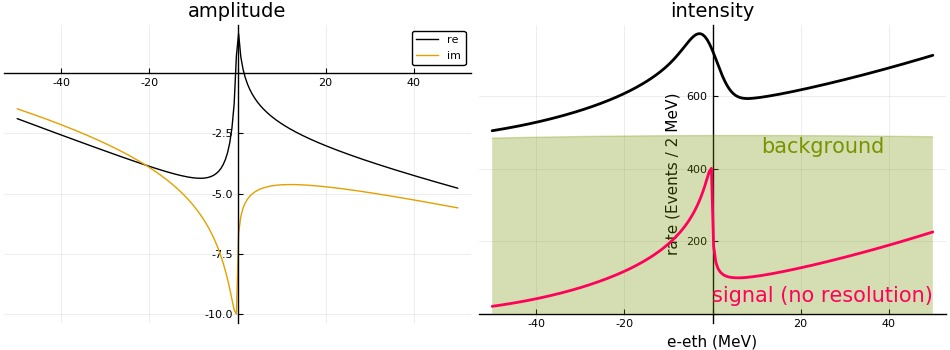 amplitude
re
im
-40
-20
20
40
-2.5
-5.0
-7.5
-10.0
intensity
rate (Events / 2 MeV)
600
400
200
background
signal (no resolution)
-40
-20
20
40
e-eth (MeV)